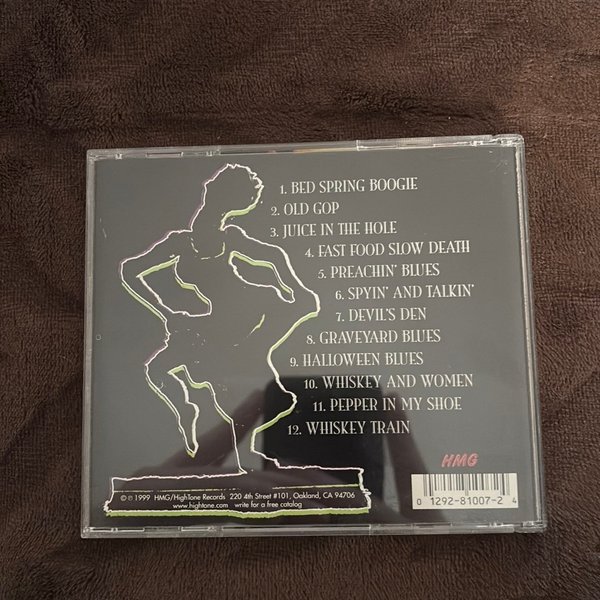 1. BED SPRING BOOGIE
2. OLD GOP
3. JUICE IN THE HOLE
4. FAST FOOD SLOW DEATH
5. PREACHIN' BLUES
6. SPYIN' AND TALKIN'
7. DEVIL'S DEN
8. GRAVEYARD BLUES
9. HALLOWEEN BLUES
10. WHISKEY AND WOMEN
11. PEPPER IN MY SHOE
12. WHISKEY TRAIN
HMG
© ℗ 1999 HMG/HighTone Records 220 4th Street #101, Oakland, CA 94706
www.hightone.com write for a free catalog
0 12928-81007-2 4